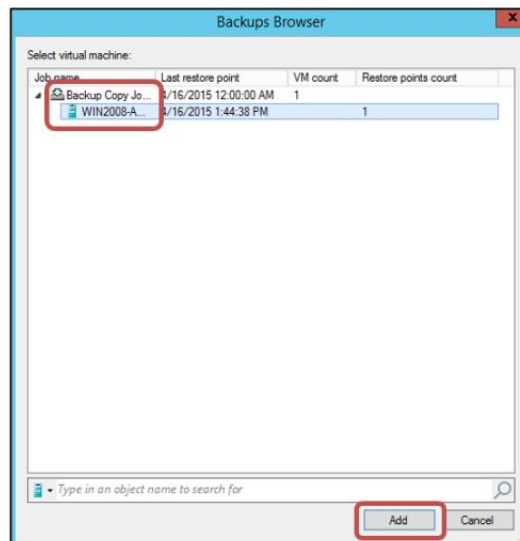 Backups Browser
Select virtual machine:
Job name Last restore point VM count Restore points count
Backup Copy Jo... 4/16/2015 12:00:00 AM 1
WIN2008-A... 4/16/2015 1:44:38 PM 1
Type in an object name to search for
Add Cancel